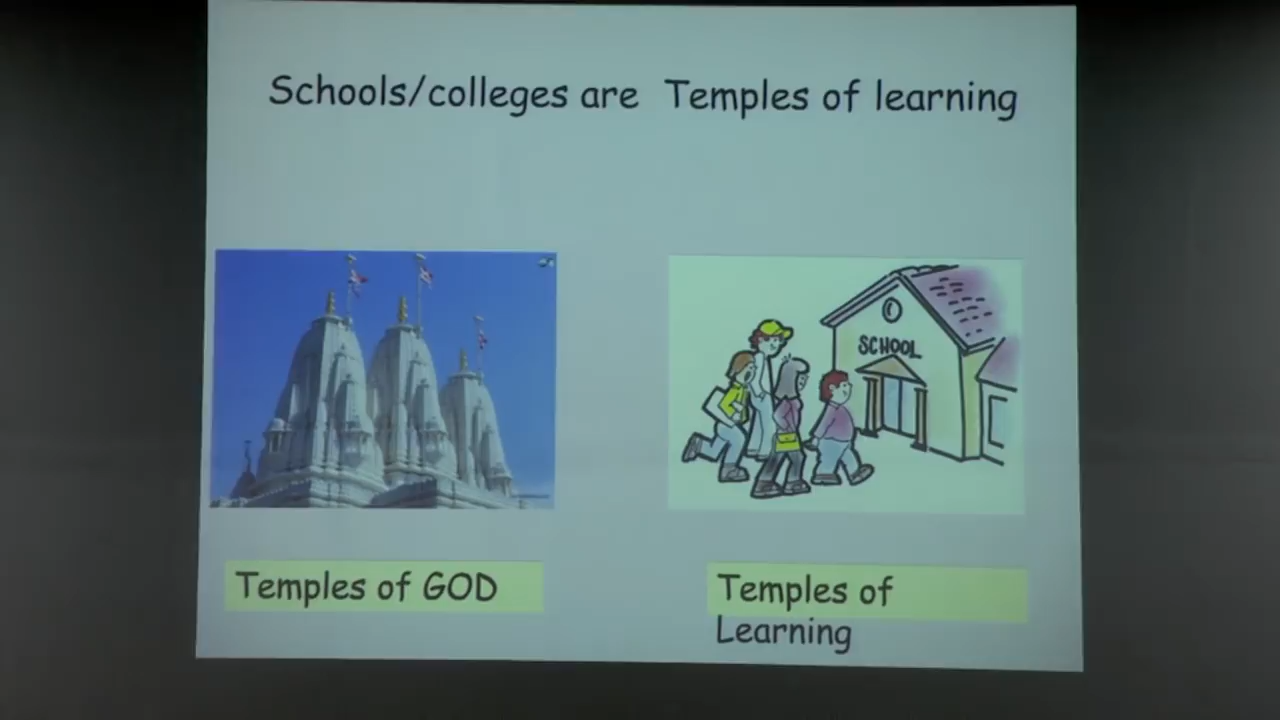 Schools/colleges are Temples of learning
SCHOOL
Temples of GOD
Temples of
Learning